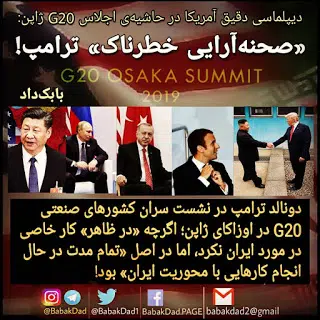 دیپلماسی دقیق آمریکا در حاشیه‌ی اجلاس G20 ژاپن:
«صحنه‌آرایی خطرناک» ترامپ!
G20 OSAKA SUMMIT
2019
بابک‌داد
دونالد ترامپ در نشست سران کشورهای صنعتی
G20 در اوزاکای ژاپن؛ اگرچه «در ظاهر» کار خاصی
در مورد ایران نکرد، اما در اصل «تمام مدت در حال
انجام کارهایی با محوریت ایران» بود!
@BabakDad @BabakDad1 BabakDad.PAGE babakdad2@gmail